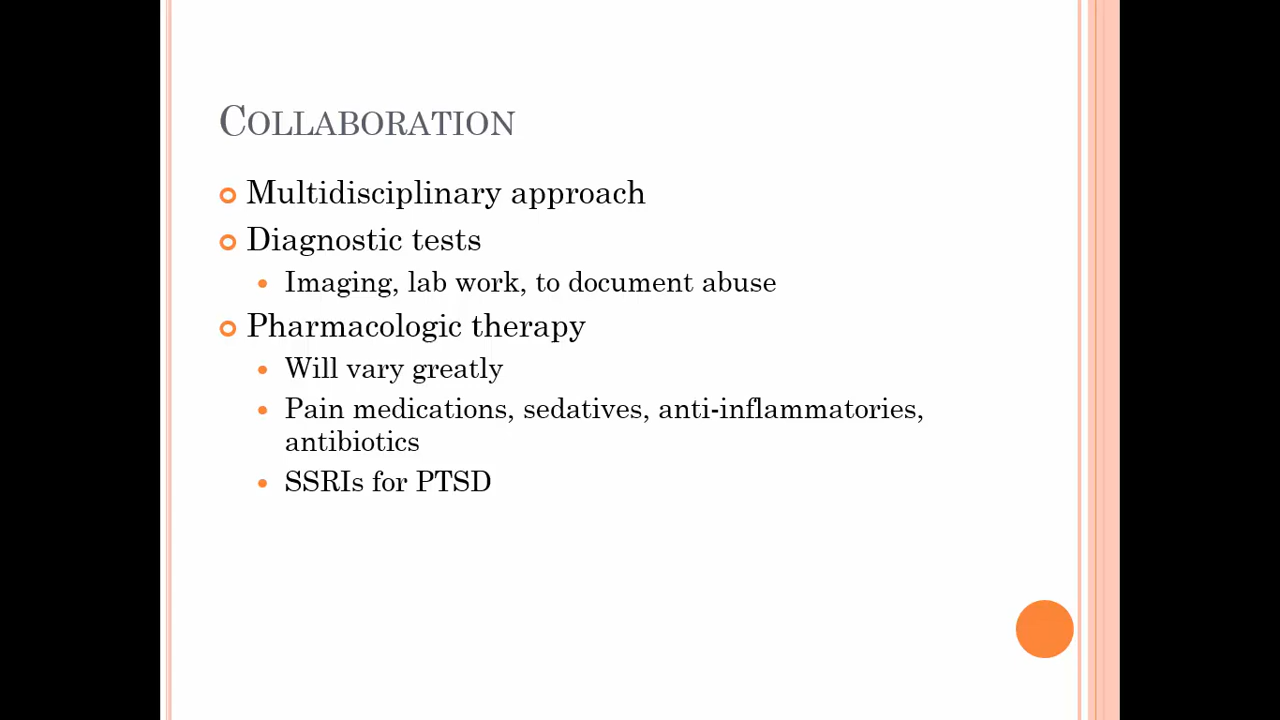 COLLABORATION
Multidisciplinary approach
Diagnostic tests
Imaging, lab work, to document abuse
Pharmacologic therapy
Will vary greatly
Pain medications, sedatives, anti-inflammatories,
antibiotics
SSRIs for PTSD